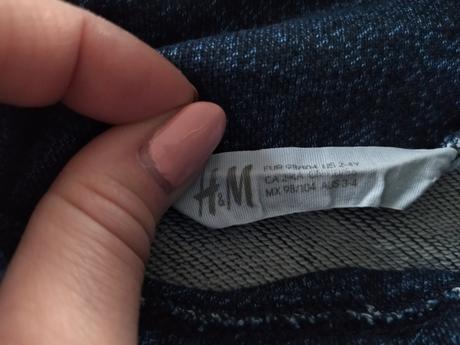 H&M
EUR 98/104 US 2-4Y
CA 2-4A
MX 98/104 AUS 3-4